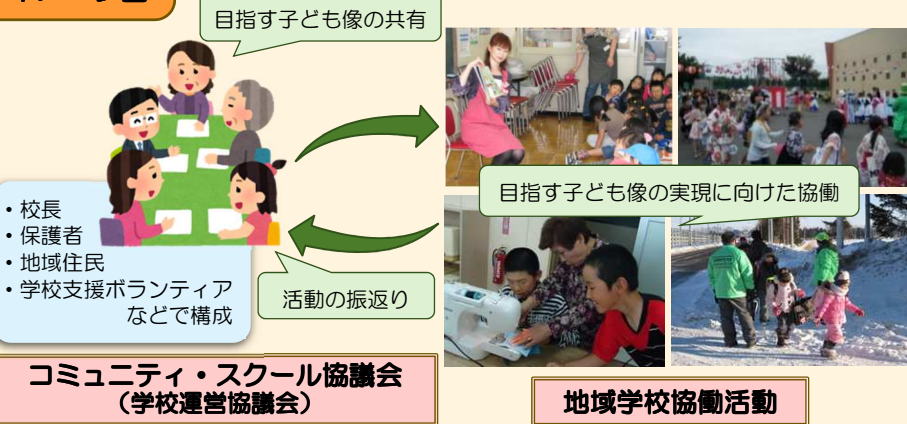 目指す子ども像の共有
目指す子ども像の実現に向けた協働
・校長
・保護者
・地域住民
・学校支援ボランティア
などで構成
活動の振返り
コミュニティ・スクール協議会
(学校運営協議会)
地域学校協働活動